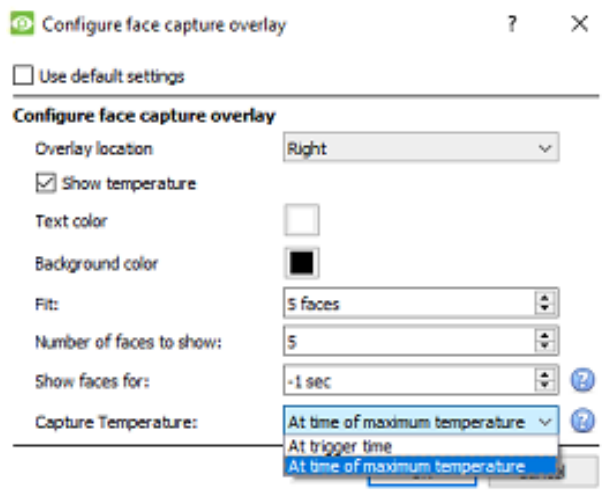 Configure face capture overlay ? ×
Use default settings
Configure face capture overlay
Overlay location Right
Show temperature
Text color
Background color
Fit: 5 faces
Number of faces to show: 5
Show faces for: -1 sec ?
Capture Temperature: At time of maximum temperature ?
At trigger time
At time of maximum temperature